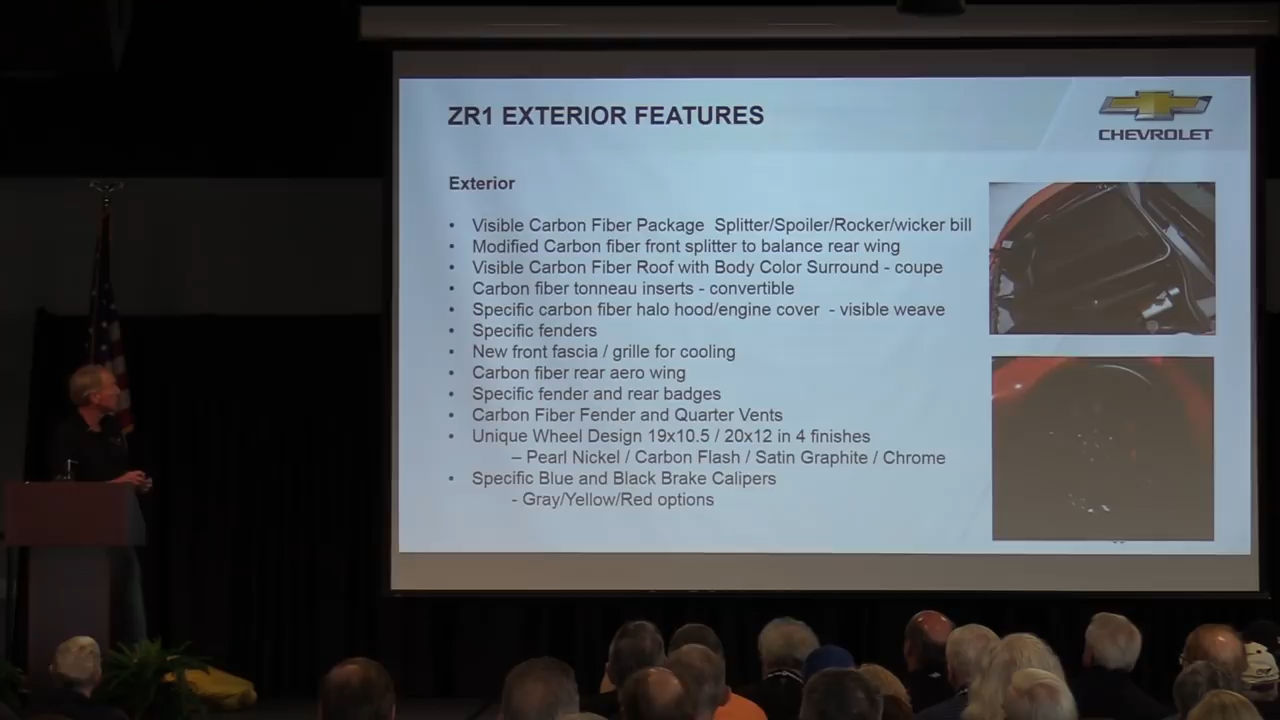 ZR1 EXTERIOR FEATURES
CHEVROLET
Exterior
• Visible Carbon Fiber Package Splitter/Spoiler/Rocker/wicker bill
• Modified Carbon fiber front splitter to balance rear wing
• Visible Carbon Fiber Roof with Body Color Surround - coupe
• Carbon fiber tonneau inserts - convertible
• Specific carbon fiber halo hood/engine cover - visible weave
• Specific fenders
• New front fascia / grille for cooling
• Carbon fiber rear aero wing
• Specific fender and rear badges
• Carbon Fiber Fender and Quarter Vents
• Unique Wheel Design 19x10.5 / 20x12 in 4 finishes
– Pearl Nickel / Carbon Flash / Satin Graphite / Chrome
• Specific Blue and Black Brake Calipers
- Gray/Yellow/Red options